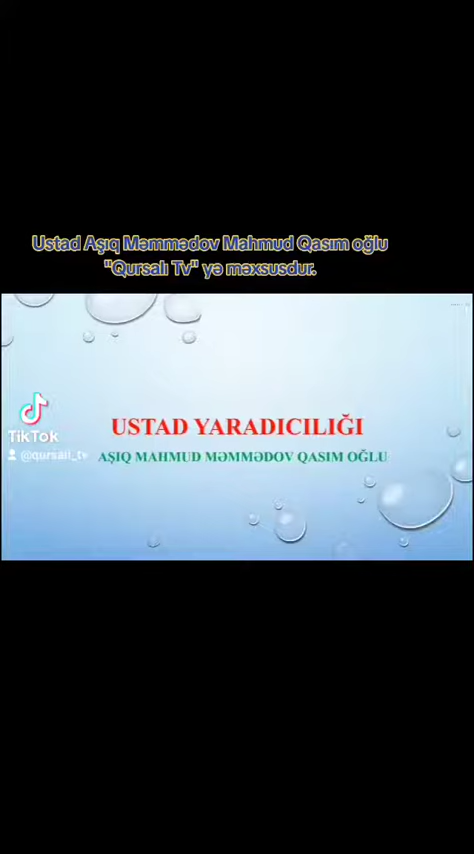 Ustad Aşıq Məmmədov Mahmud Qasım oğlu
"Qursalı Tv" yə məxsusdur.
USTAD YARADICILIĞI
AŞIQ MAHMUD MƏMMƏDOV QASIM OĞLU
TikTok
@qursali_tv